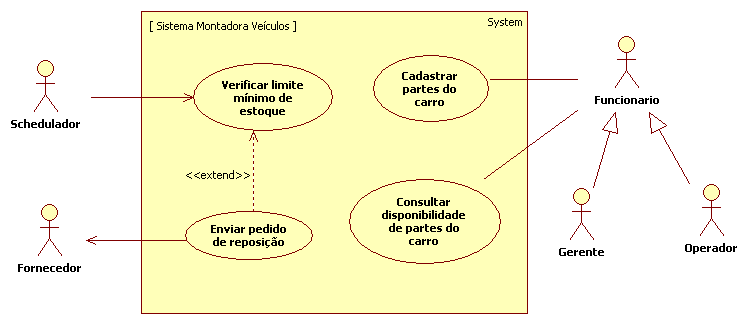 [ Sistema Montadora Veículos ]
System
Schedulador
Verificar limite
mínimo de
estoque
Cadastrar
partes do
carro
Funcionario
<<extend>>
Fornecedor
Enviar pedido
de reposição
Consultar
disponibilidade
de partes do
carro
Gerente
Operador